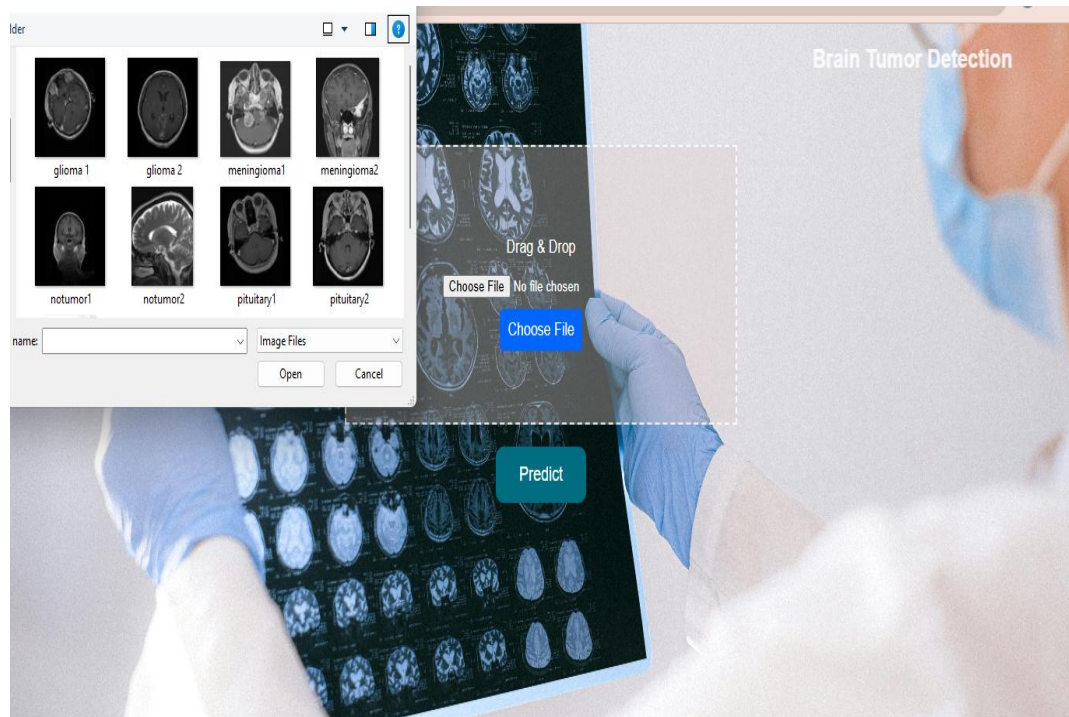 lder
glioma 1 glioma 2 meningioma1 meningioma2
notumor1 notumor2 pituitary1 pituitary2
name: Image Files
Open Cancel
Brain Tumor Detection
Drag & Drop
Choose File No file chosen
Choose File
Predict